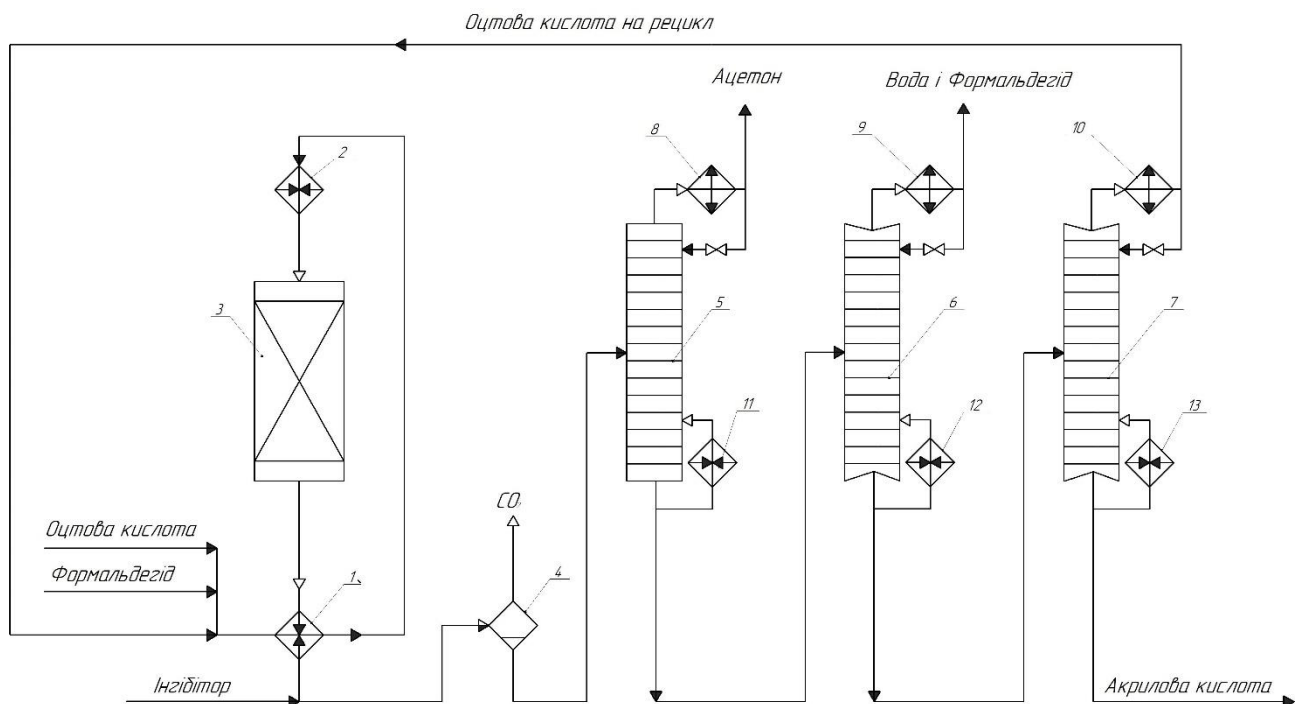 Оцтова кислота на рецикл
Ацетон
Вода і Формальдегід
8
9
10
2
3
5
6
7
11
12
13
CO₂
Оцтова кислота
Формальдегід
1
4
Інгібітор
Акрилова кислота